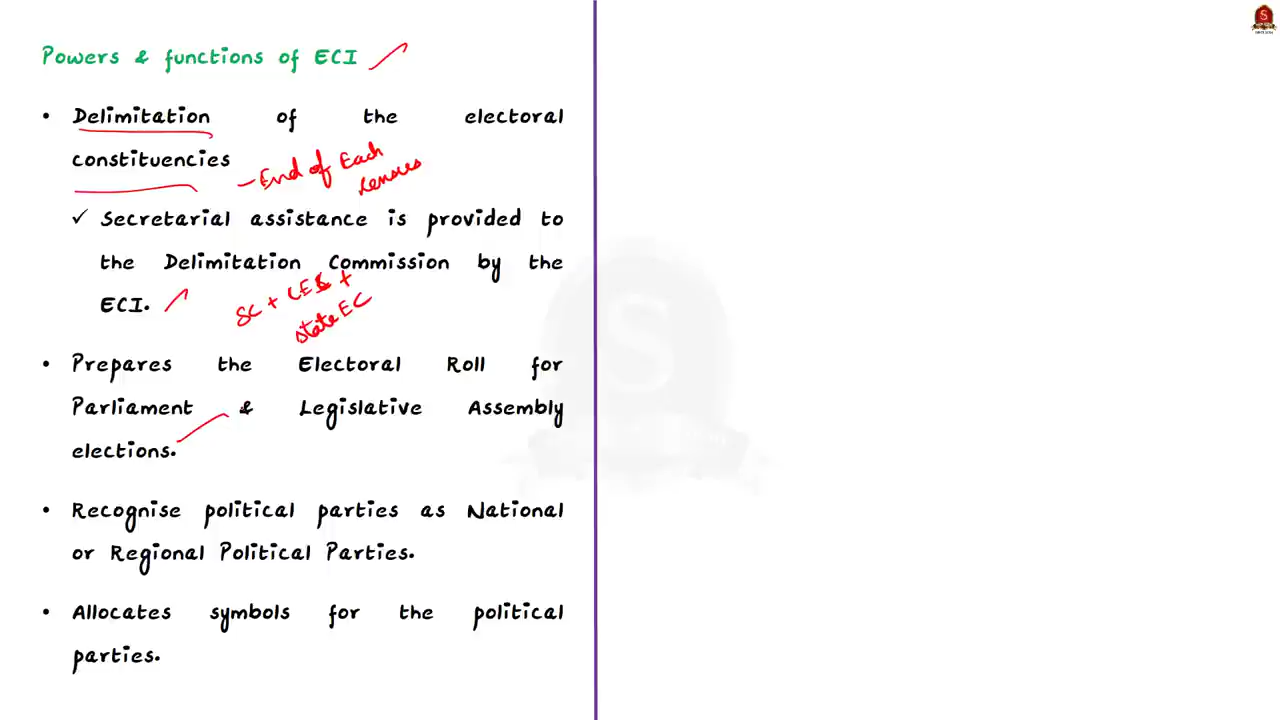 Powers & functions of ECI
• Delimitation of the electoral
constituencies
- End of Each
census
✓ Secretarial assistance is provided to
the Delimitation Commission by the
ECI.
SC + CEC +
State EC
• Prepares the Electoral Roll for
Parliament & Legislative Assembly
elections.
• Recognise political parties as National
or Regional Political Parties.
• Allocates symbols for the political
parties.